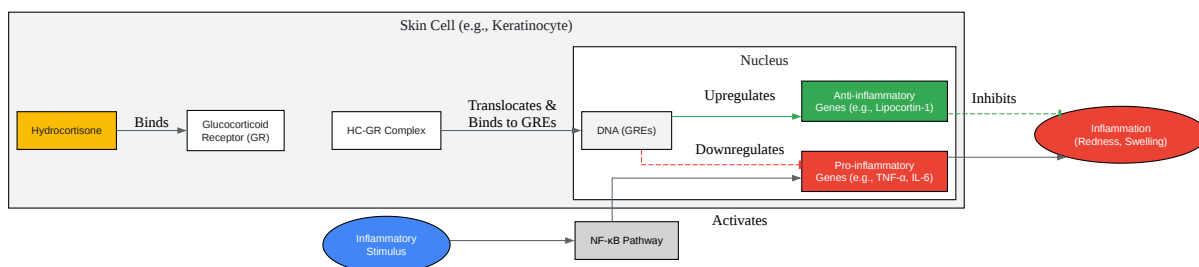 Skin Cell (e.g., Keratinocyte)
Nucleus
Hydrocortisone
Binds
Glucocorticoid
Receptor (GR)
HC-GR Complex
Translocates &
Binds to GREs
DNA (GREs)
Upregulates
Anti-inflammatory
Genes (e.g., Lipocortin-1)
Inhibits
Inflammation
(Redness, Swelling)
Downregulates
Pro-inflammatory
Genes (e.g., TNF-α, IL-6)
Activates
Inflammatory
Stimulus
NF-κB Pathway